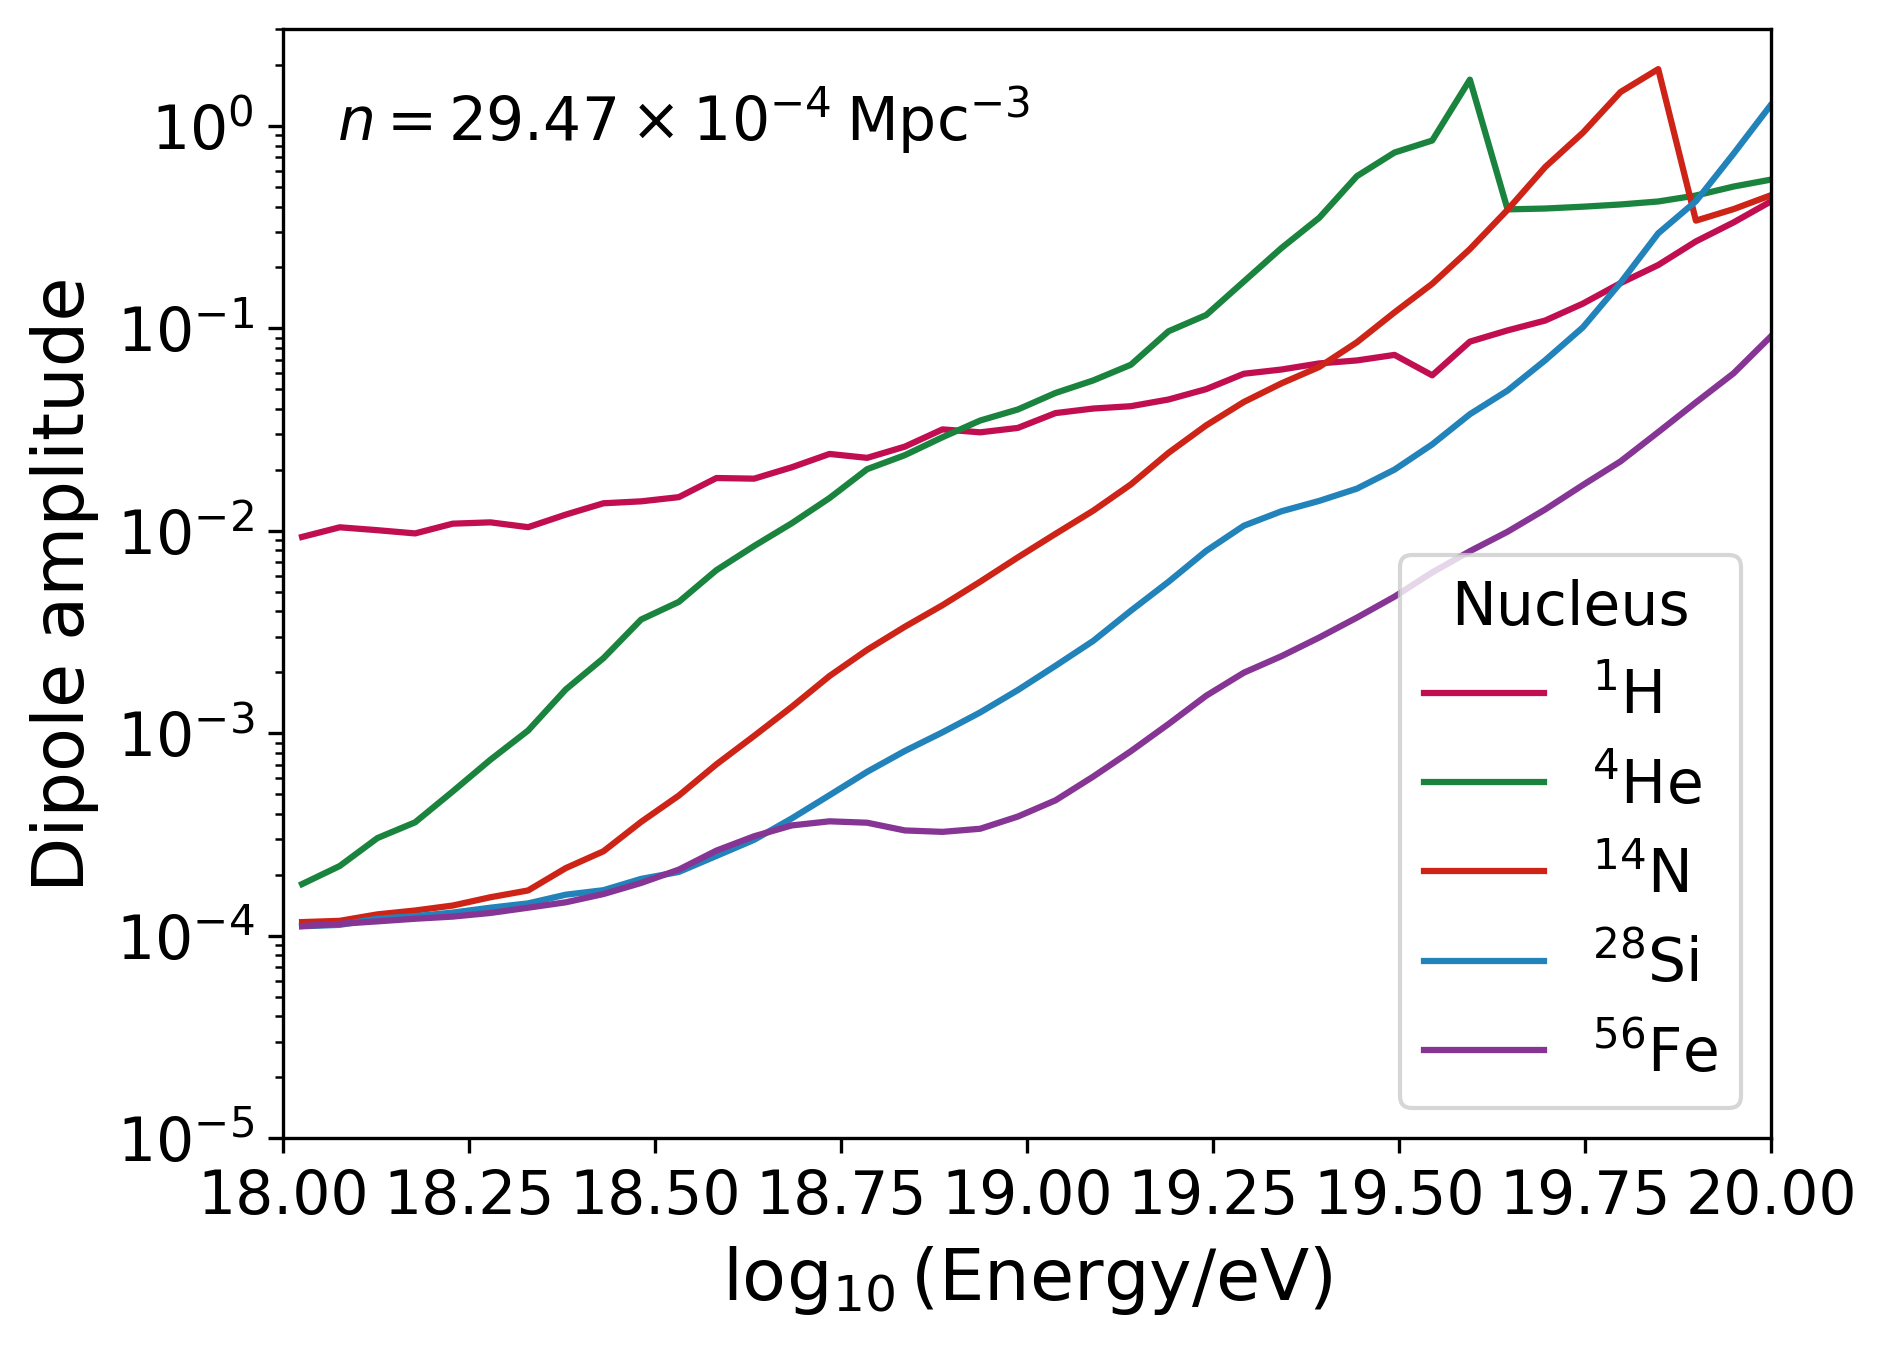 n = 29.47 × 10⁻⁴ Mpc⁻³
Dipole amplitude
10⁰
10⁻¹
10⁻²
10⁻³
10⁻⁴
10⁻⁵
Nucleus
¹H
⁴He
¹⁴N
²⁸Si
⁵⁶Fe
18.00 18.25 18.50 18.75 19.00 19.25 19.50 19.75 20.00
log₁₀ (Energy/eV)